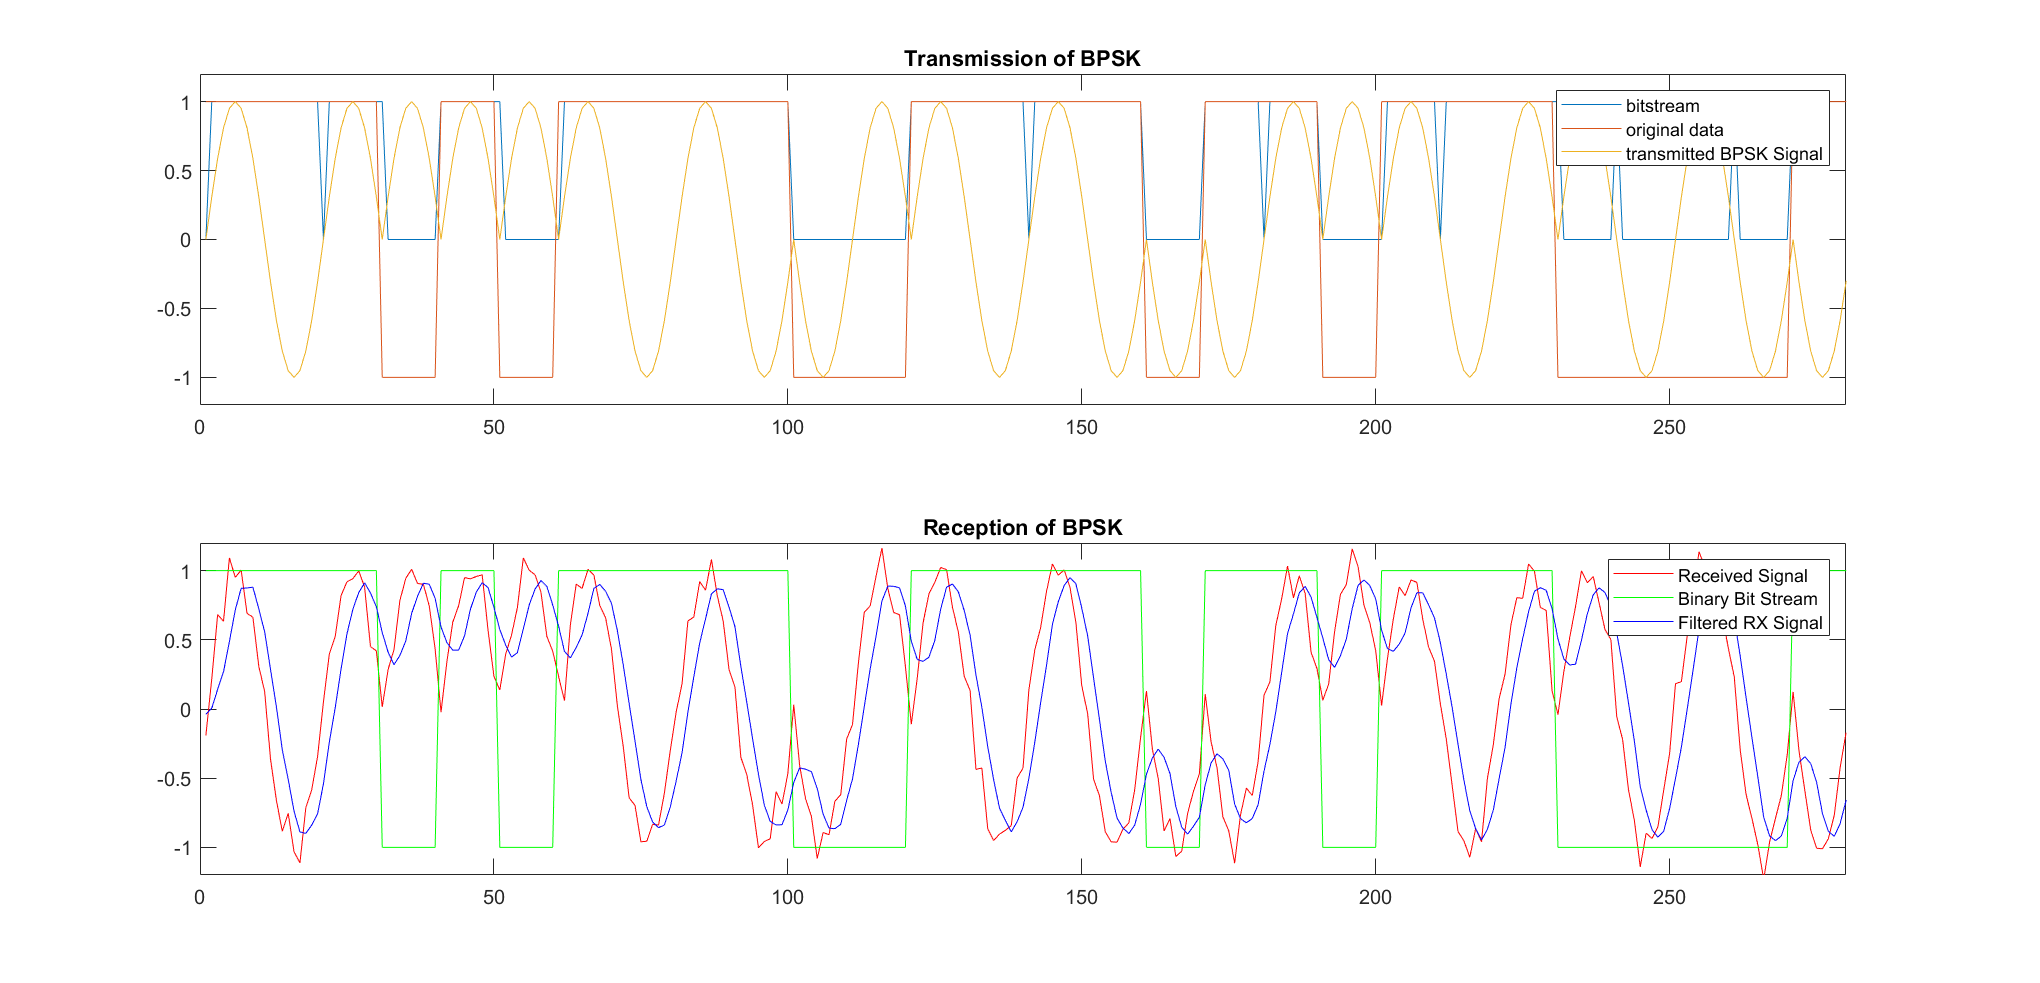 Transmission of BPSK
1
0.5
0
-0.5
-1
bitstream
original data
transmitted BPSK Signal
0 50 100 150 200 250
Reception of BPSK
1
0.5
0
-0.5
-1
Received Signal
Binary Bit Stream
Filtered RX Signal
0 50 100 150 200 250